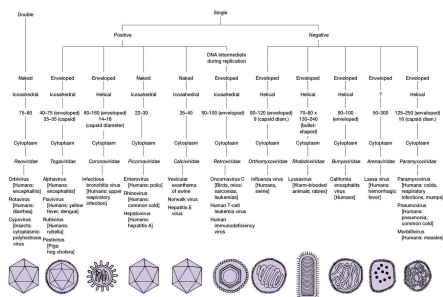 Single
Double
Positive
Negative
DNA intermediate
during replication
Naked
Enveloped
Enveloped
Naked
Naked
Enveloped
Enveloped
Enveloped
Enveloped
Enveloped
Enveloped
Icosahedral
Icosahedral
Helical
Icosahedral
Icosahedral
Icosahedral
Helical
Helical
Helical
?
Helical
75–80
40–75 (enveloped)
25–35 (capsid)
80–160 (enveloped)
14–16
(capsid diameter)
22–30
35–40
80–100 (enveloped)
80–120 (enveloped)
9 (capsid diam.)
70–80 x
130–240
(bullet-
shaped)
90–100
(enveloped)
50–300
125–250 (enveloped)
18 (capsid diam.)
Cytoplasm
Cytoplasm
Cytoplasm
Cytoplasm
Cytoplasm
Cytoplasm
Cytoplasm
Cytoplasm
Cytoplasm
Cytoplasm
Cytoplasm
Reoviridae
Togaviridae
Coronaviridae
Picornaviridae
Calciviridae
Retroviridae
Orthomyxoviridae
Rhabdoviridae
Bunyaviridae
Arenaviridae
Paramyxoviridae
Orbivirus
[Humans:
encephalitis]
Rotavirus
[Humans:
diarrhea]
Cypovirus
[Insects:
cytoplasmic
polyhedrosis
virus
Alphavirus
[Humans:
encephalitis]
Flavivirus
[Humans: yellow
fever, dengue]
Rubivirus
[Humans:
rubella]
Pestivirus
[Pigs:
hog cholera]
Infectious
bronchitis virus
[Humans: upper
respiratory
infection]
Enterovirus
[Humans: polio]
Rhinovirus
[Humans:
common cold]
Hepatovirus
[Humans:
hepatitis A]
Vesicular
exanthema
of swine
Norwalk virus
Hepatitis E
virus
Oncornavirus C
[Birds, mice:
sarcomas,
leukemias]
Human T-cell
leukemia virus
Human
immunodeficiency
virus
Influenza virus
[Humans,
swine]
Lyssavirus
[Warm-blooded
animals: rabies]
California
encephalitis
virus
[Humans]
Lassa virus
[Humans:
hemorrhagic
fever]
Paramyxovirus
[Humans: colds,
respiratory
infections, mumps]
Pneumovirus
[Humans:
pneumonia,
common cold]
Morbillivirus
[Humans:
measles]